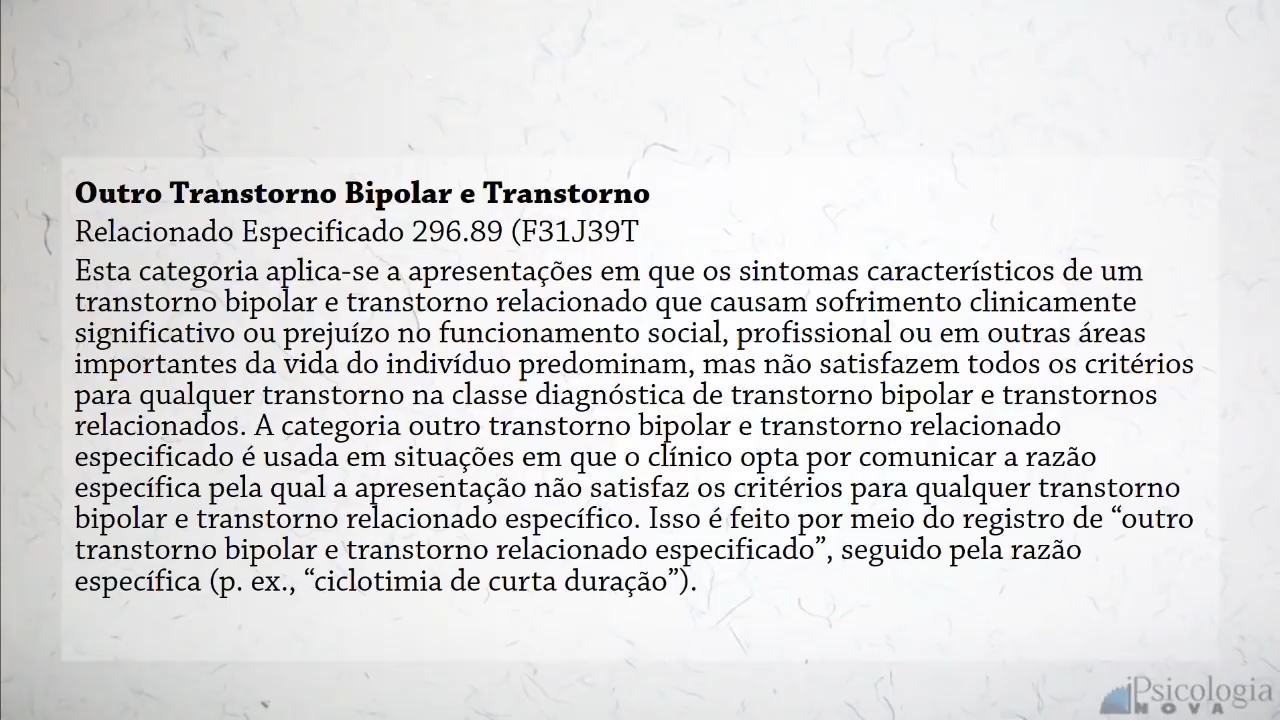 Outro Transtorno Bipolar e Transtorno
Relacionado Especificado 296.89 (F31J39T
Esta categoria aplica-se a apresentações em que os sintomas característicos de um
transtorno bipolar e transtorno relacionado que causam sofrimento clinicamente
significativo ou prejuízo no funcionamento social, profissional ou em outras áreas
importantes da vida do indivíduo predominam, mas não satisfazem todos os critérios
para qualquer transtorno na classe diagnóstica de transtorno bipolar e transtornos
relacionados. A categoria outro transtorno bipolar e transtorno relacionado
especificado é usada em situações em que o clínico opta por comunicar a razão
específica pela qual a apresentação não satisfaz os critérios para qualquer transtorno
bipolar e transtorno relacionado específico. Isso é feito por meio do registro de “outro
transtorno bipolar e transtorno relacionado especificado”, seguido pela razão
específica (p. ex., “ciclotimia de curta duração”).
Psicologia
NOVA